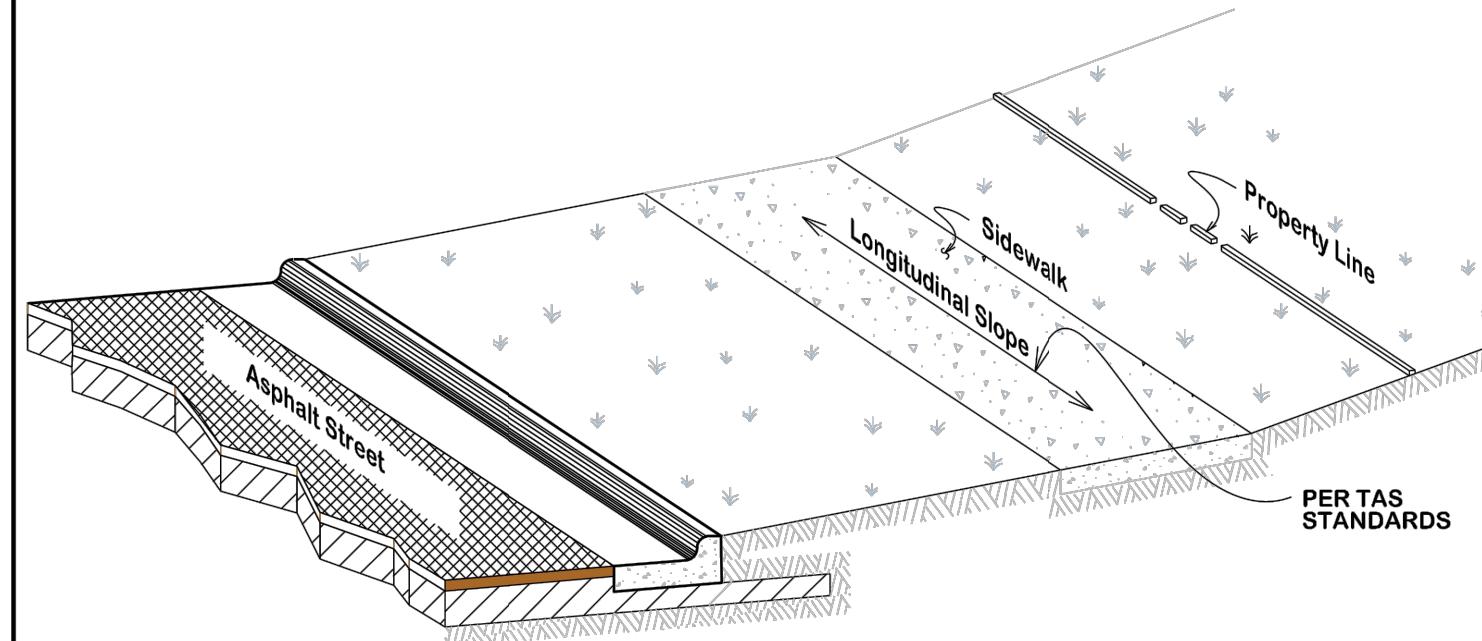 Asphalt Street
Longitudinal Slope
Sidewalk
Property Line
PER TAS
STANDARDS